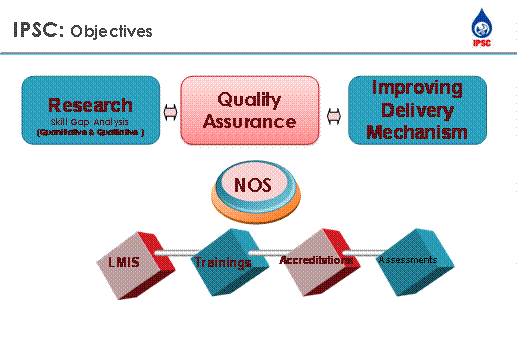 IPSC: Objectives
IPSC
Research
Skill Gap Analysis
(Quantitative & Qualitative )
Quality
Assurance
Improving
Delivery
Mechanism
NOS
LMIS
Trainings
Accreditations
Assessments